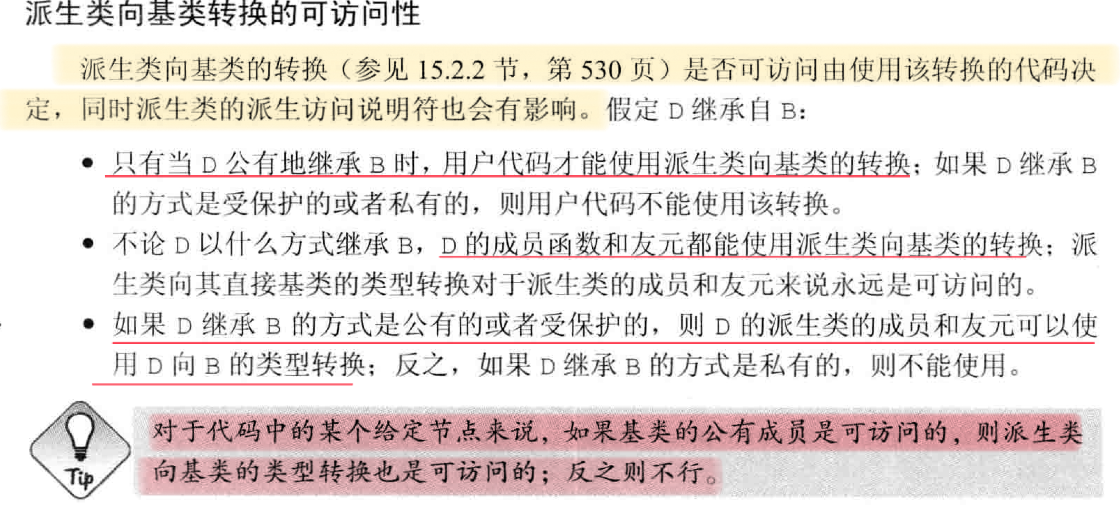 派生类向基类转换的可访问性
派生类向基类的转换（参见 15.2.2 节，第 530 页）是否可访问由使用该转换的代码决
定，同时派生类的派生访问说明符也会有影响。假定 D 继承自 B：
● 只有当 D 公有地继承 B 时，用户代码才能使用派生类向基类的转换；如果 D 继承 B
的方式是受保护的或者私有的，则用户代码不能使用该转换。
● 不论 D 以什么方式继承 B，D 的成员函数和友元都能使用派生类向基类的转换；派
生类向其直接基类的类型转换对于派生类的成员和友元来说永远是可访问的。
● 如果 D 继承 B 的方式是公有的或者受保护的，则 D 的派生类的成员和友元可以使
用 D 向 B 的类型转换；反之，如果 D 继承 B 的方式是私有的，则不能使用。
对于代码中的某个给定节点来说，如果基类的公有成员是可访问的，则派生类
向基类的类型转换也是可访问的；反之则不行。
Tip